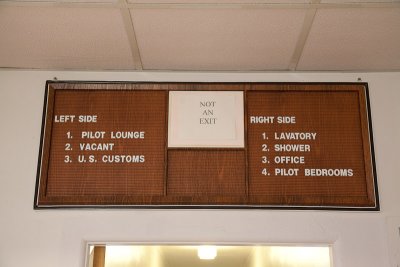 LEFT SIDE
1. PILOT LOUNGE
2. VACANT
3. U.S. CUSTOMS
NOT
AN
EXIT
RIGHT SIDE
1. LAVATORY
2. SHOWER
3. OFFICE
4. PILOT BEDROOMS